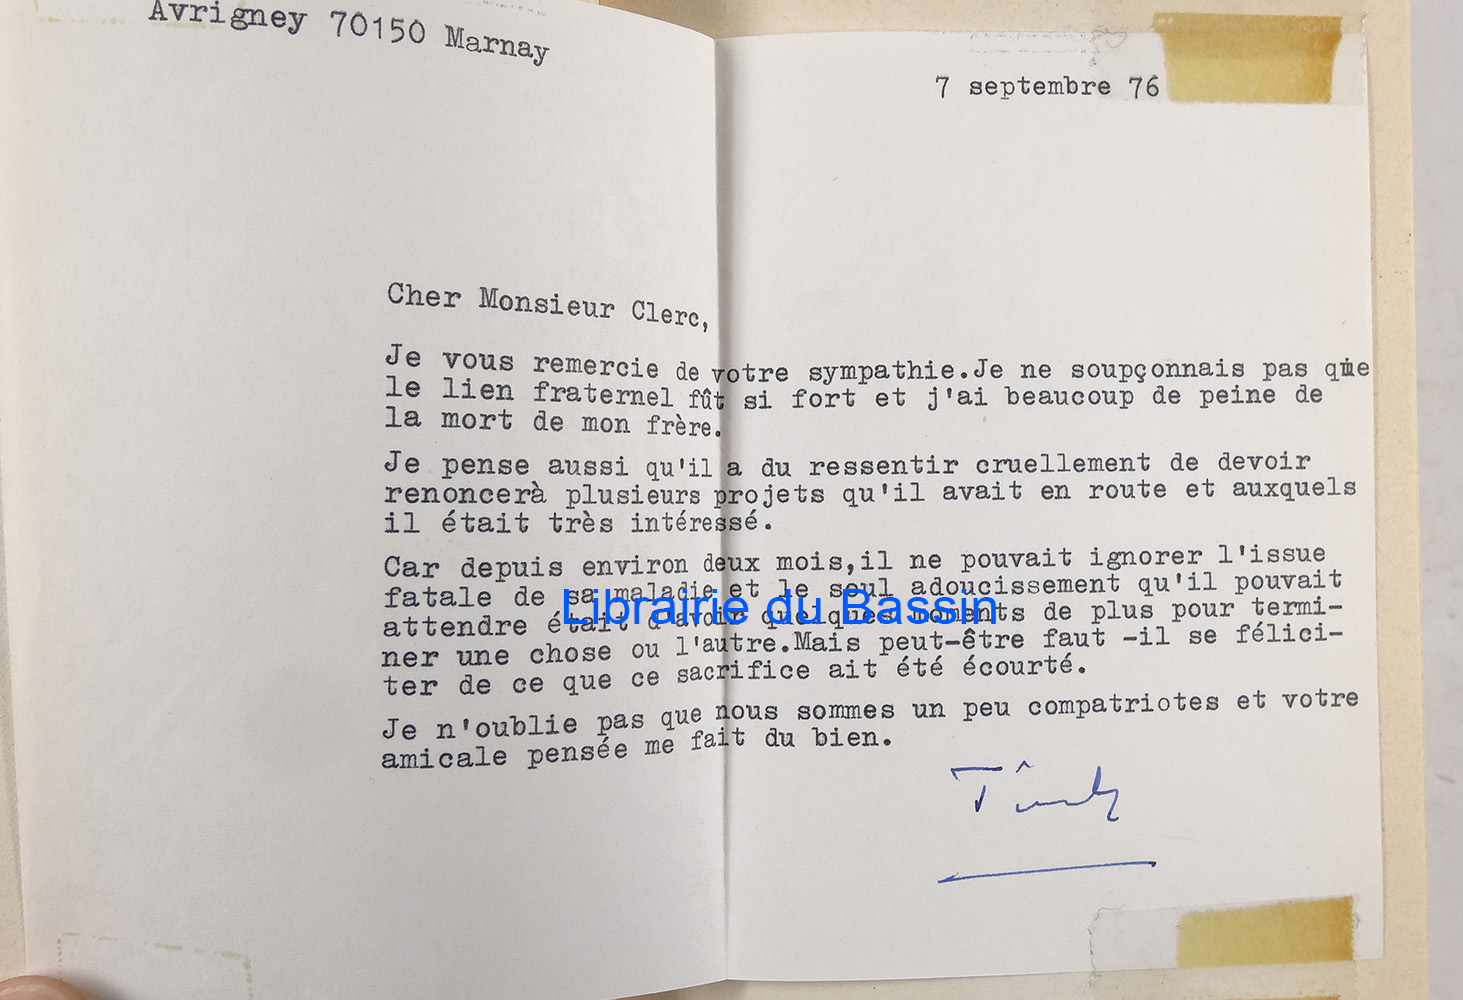 Avrigney 70150 Marnay
7 septembre 76
Cher Monsieur Clerc,
Je vous remercie de votre sympathie.Je ne soupçonnais pas que
le lien fraternel fût si fort et j'ai beaucoup de peine de
la mort de mon frère.
Je pense aussi qu'il a du ressentir cruellement de devoir
renoncerà plusieurs projets qu'il avait en route et auxquels
il était très intéressé.
Car depuis environ deux mois,il ne pouvait ignorer l'issue
fatale de sa maladie et le seul adoucissement qu'il pouvait
Librairie du Bassin
attendre était d'avoir quelques moments de plus pour termi-
ner une chose ou l'autre.Mais peut-être faut -il se félici-
ter de ce que ce sacrifice ait été écourté.
Je n'oublie pas que nous sommes un peu compatriotes et votre
amicale pensée me fait du bien.